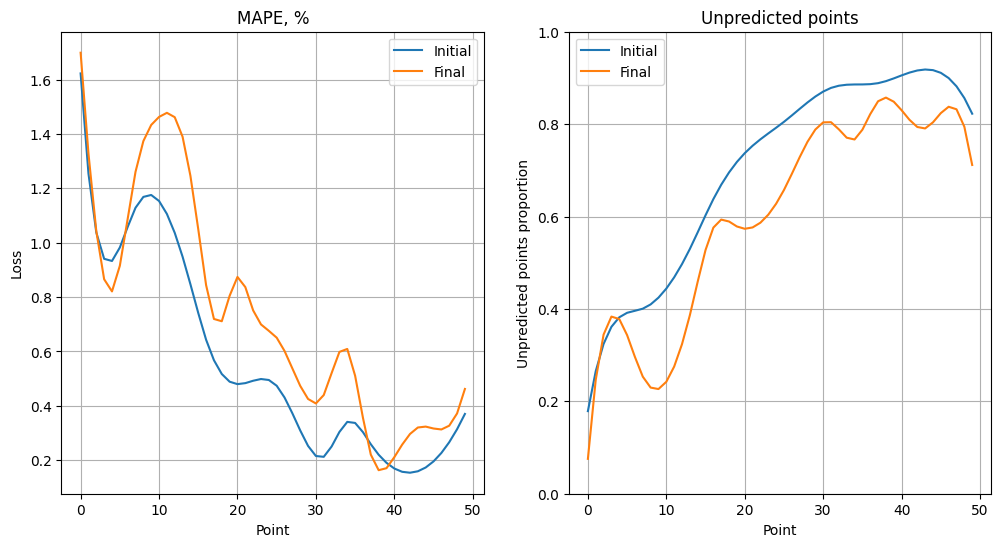 MAPE, %
Initial
Final
Loss
1.6
1.4
1.2
1.0
0.8
0.6
0.4
0.2
0
10
20
30
40
50
Point
Unpredicted points
Initial
Final
Unpredicted points proportion
1.0
0.8
0.6
0.4
0.2
0.0
0
10
20
30
40
50
Point